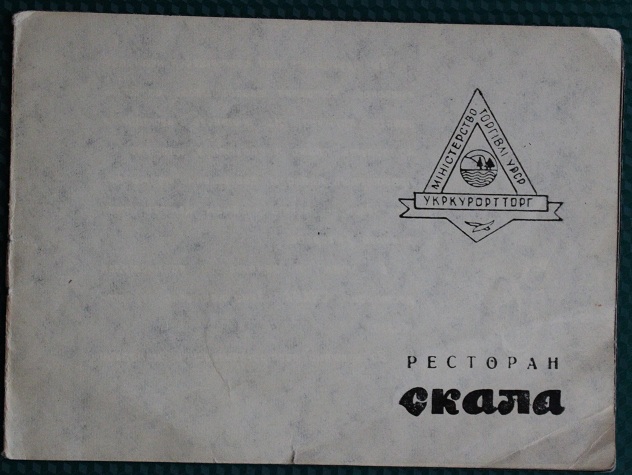 МІНІСТЕРСТВО ТОРГІВЛІ УРСР
УКРКУРОРТТОРГ
РЕСТОРАН
скала